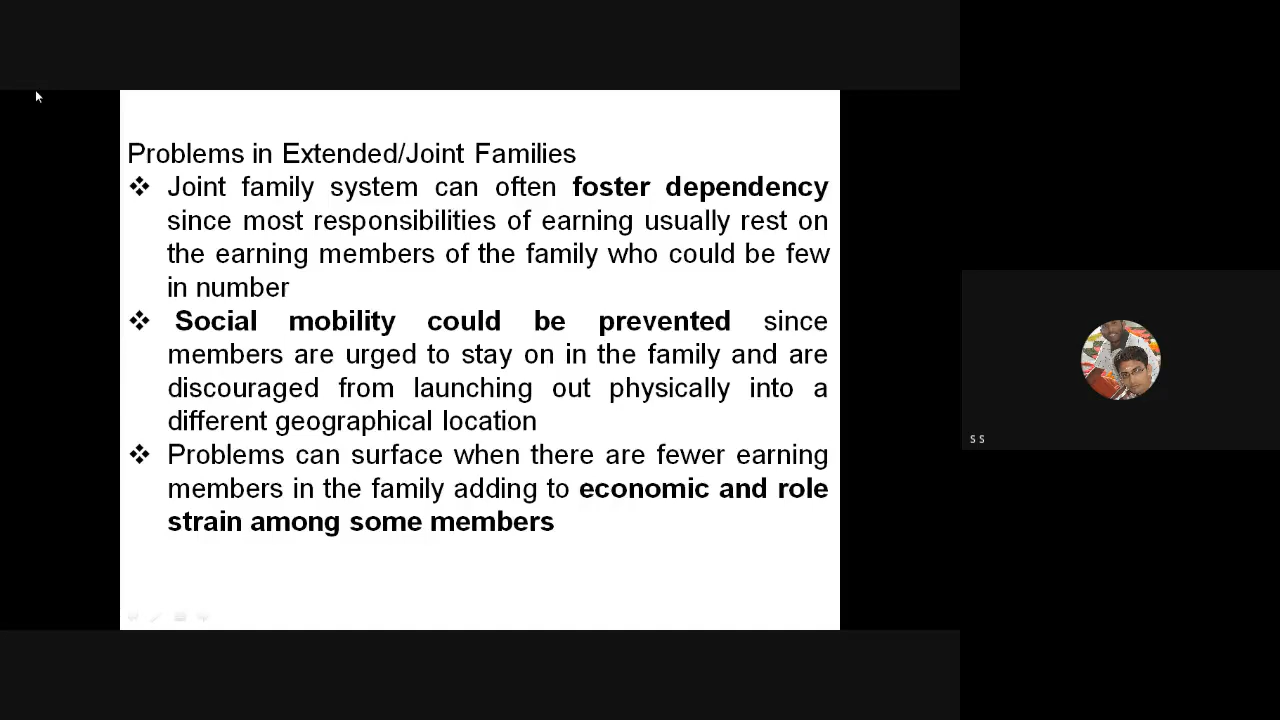 Problems in Extended/Joint Families
❖ Joint family system can often foster dependency
since most responsibilities of earning usually rest on
the earning members of the family who could be few
in number
❖ Social mobility could be prevented since
members are urged to stay on in the family and are
discouraged from launching out physically into a
different geographical location
❖ Problems can surface when there are fewer earning
members in the family adding to economic and role
strain among some members
S S